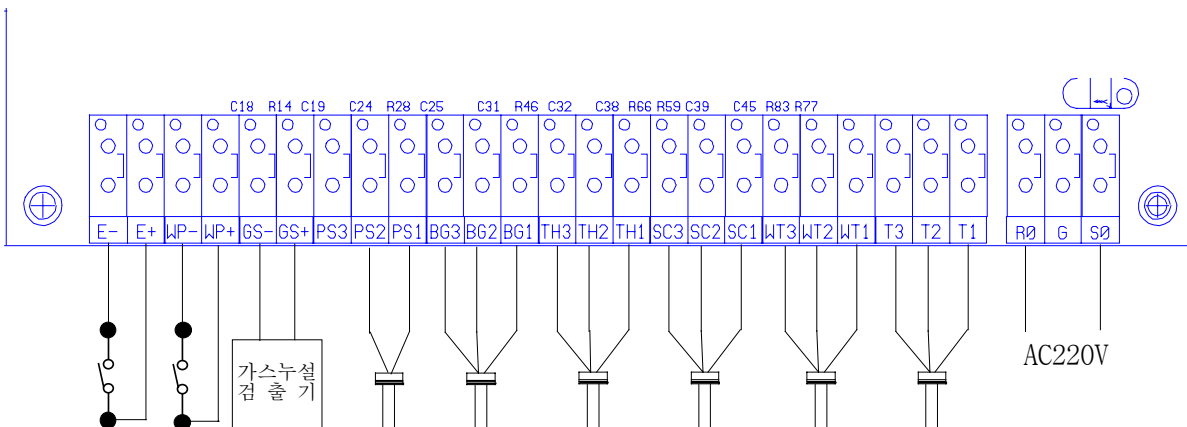 C18 R14 C19 C24 R28 C25 C31 R46 C32 C38 R66 R59 C39 C45 R83 R77
E- E+ WP- WP+ GS- GS+ PS3 PS2 PS1 BG3 BG2 BG1 TH3 TH2 TH1 SC3 SC2 SC1 WT3 WT2 WT1 T3 T2 T1 R0 G S0
AC220V
가스누설
검 출 기